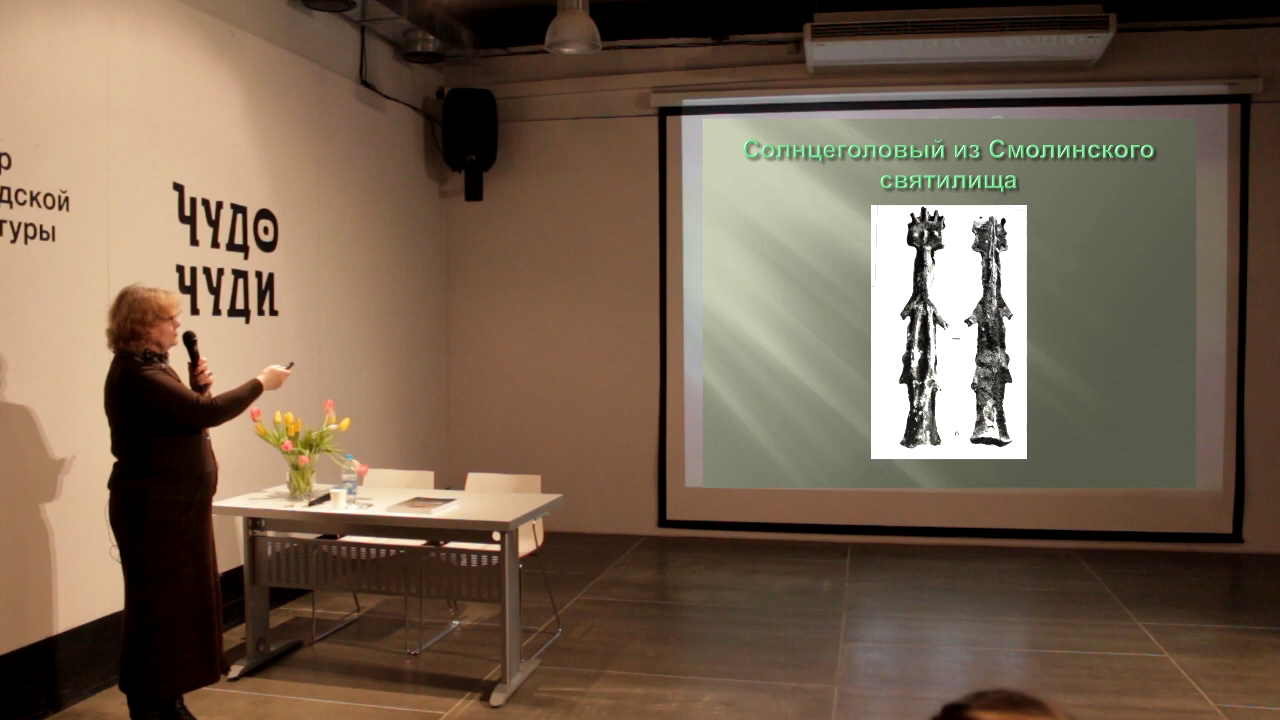 р
дской
туры
ЧУДО
ЧУДИ
Солнцеголовый из Смолинского
святилища